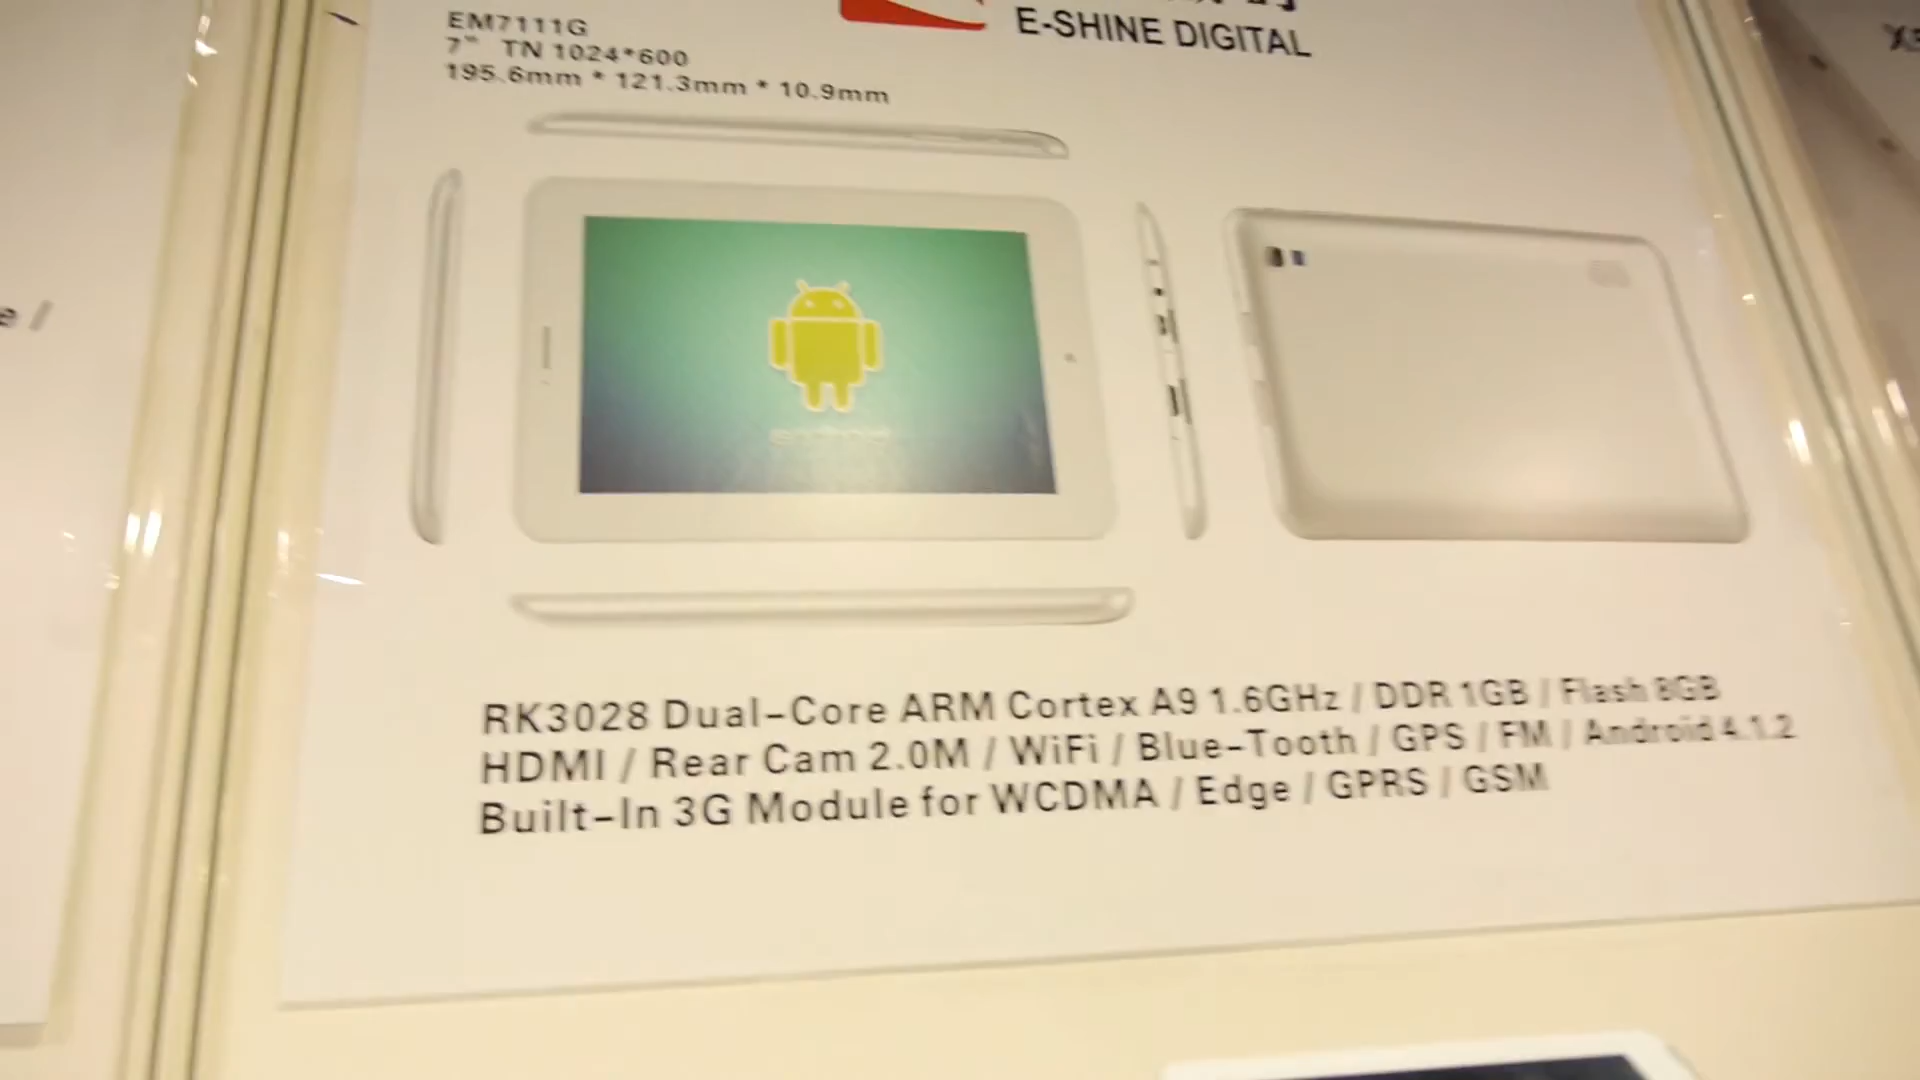 EM7111G
7" TN 1024*600
195.6mm * 121.3mm * 10.9mm
E-SHINE DIGITAL
RK3028 Dual-Core ARM Cortex A9 1.6GHz / DDR 1GB / Flash 8GB
HDMI / Rear Cam 2.0M / WiFi / Blue-Tooth / GPS / FM / Android 4.1.2
Built-In 3G Module for WCDMA / Edge / GPRS / GSM